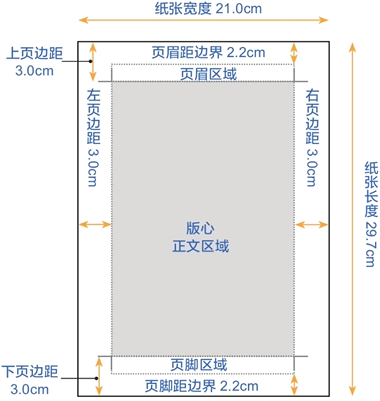 纸张宽度 21.0cm
上页边距
3.0cm
页眉距边界 2.2cm
页眉区域
左页边距 3.0cm
右页边距 3.0cm
纸张长度 29.7cm
版心
正文区域
页脚区域
下页边距
3.0cm
页脚距边界 2.2cm